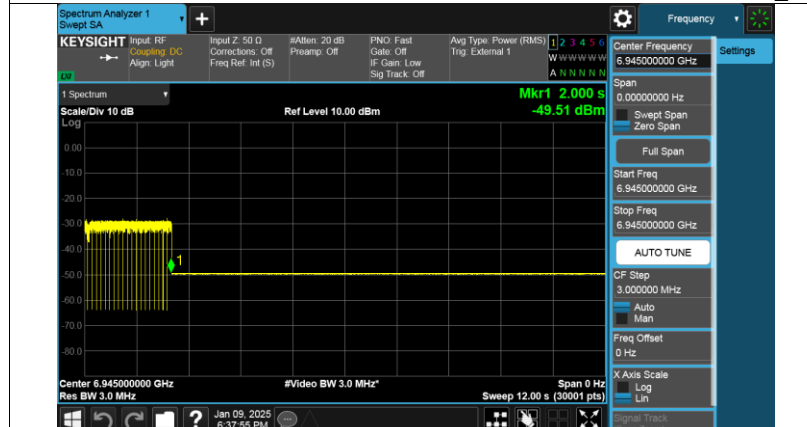 Spectrum Analyzer 1
Swept SA
+
Frequency
KEYSIGHT
Input: RF
Coupling: DC
Align: Light
Input Z: 50 Ω
Corrections: Off
Freq Ref: Int (S)
#Atten: 20 dB
Preamp: Off
PNO: Fast
Gate: Off
IF Gain: Low
Sig Track: Off
Avg Type: Power (RMS)
Trig: External 1
1 2 3 4 5 6
W W W W W W
A N N N N N
LXI
Center Frequency
6.945000000 GHz
Settings
1 Spectrum
Mkr1 2.000 s
Scale/Div 10 dB
Ref Level 10.00 dBm
-49.51 dBm
Log
0.00
-10.0
-20.0
-30.0
-40.0
-50.0
-60.0
-70.0
-80.0
1
Span
0.00000000 Hz
Swept Span
Zero Span
Full Span
Start Freq
6.945000000 GHz
Stop Freq
6.945000000 GHz
AUTO TUNE
CF Step
3.000000 MHz
Auto
Man
Freq Offset
0 Hz
X Axis Scale
Log
Lin
Signal Track
Center 6.945000000 GHz
#Video BW 3.0 MHz*
Span 0 Hz
Res BW 3.0 MHz
Sweep 12.00 s (30001 pts)
?
Jan 09, 2025
6:37:55 PM